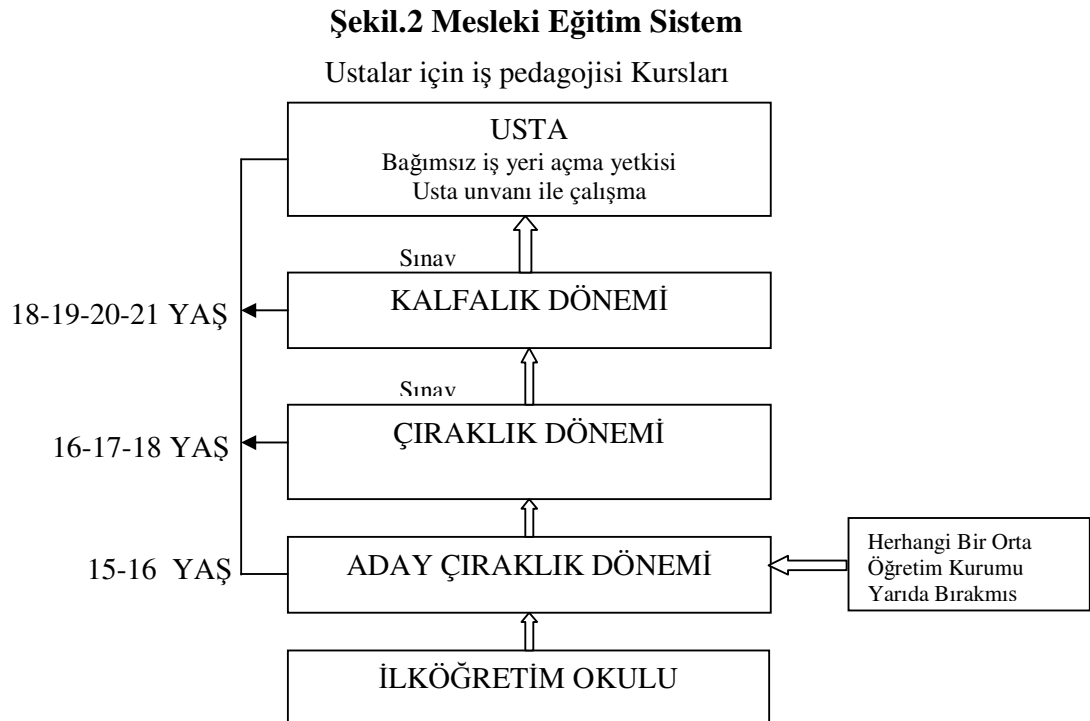 Şekil.2 Mesleki Eğitim Sistem
Ustalar için iş pedagojisi Kursları
USTA
Bağımsız iş yeri açma yetkisi
Usta unvanı ile çalışma
Sınav
18-19-20-21 YAŞ
KALFALIK DÖNEMİ
Sınav
16-17-18 YAŞ
ÇIRAKLIK DÖNEMİ
15-16 YAŞ
ADAY ÇIRAKLIK DÖNEMİ
Herhangi Bir Orta
Öğretim Kurumu
Yarıda Bırakmıs
İLKÖĞRETİM OKULU